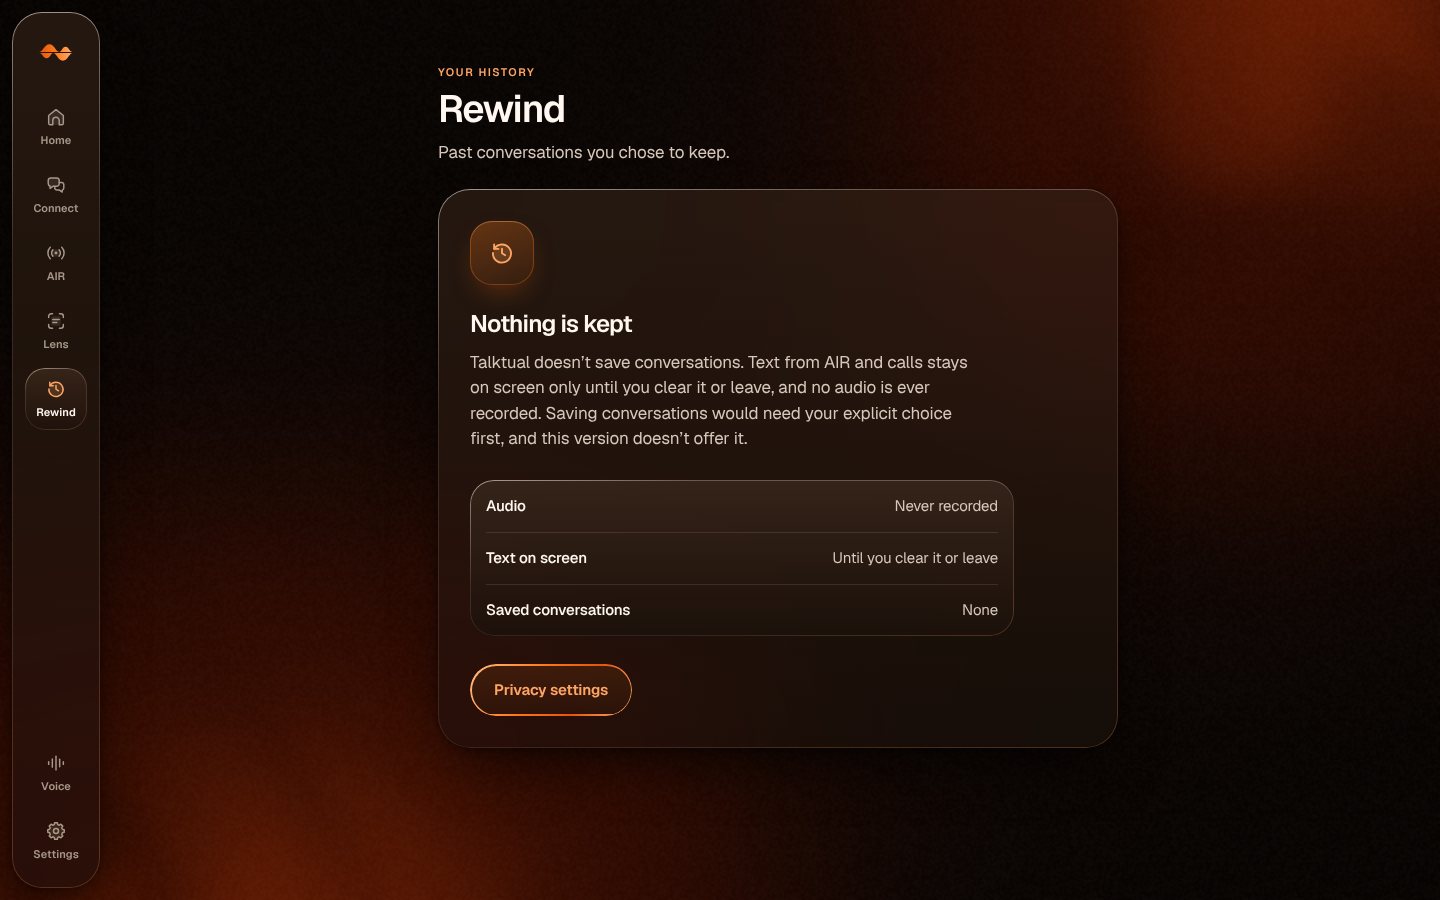 YOUR HISTORY
Rewind
Past conversations you chose to keep.
Home
Connect
AIR
Lens
Rewind
Voice
Settings
Nothing is kept
Talktual doesn’t save conversations. Text from AIR and calls stays
on screen only until you clear it or leave, and no audio is ever
recorded. Saving conversations would need your explicit choice
first, and this version doesn’t offer it.
Audio Never recorded
Text on screen Until you clear it or leave
Saved conversations None
Privacy settings